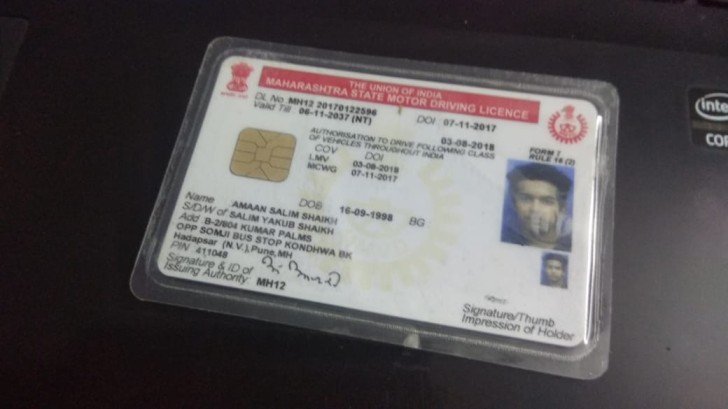 THE UNION OF INDIA
MAHARASHTRA STATE MOTOR DRIVING LICENCE
DL No MH12 20170122596 DOI 07-11-2017
Valid Till 06-11-2037 (NT) 03-08-2018
AUTHORISATION TO DRIVE FOLLOWING CLASS
OF VEHICLES THROUGHOUT INDIA
FORM 7
RULE 16 (2)
COV DOI
LMV 03-08-2018
MCWG 07-11-2017
DOB 16-09-1998 BG
Name AMAAN SALIM SHAIKH
S/D/W of SALIM YAKUB SHAIKH
Add B-2/604 KUMAR PALMS
OPP SOMJI BUS STOP KONDHWA BK
Hadapsar (N.V.),Pune,MH
PIN 411048
Signature & ID of
Issuing Authority MH12
Signature/Thumb
Impression of Holder